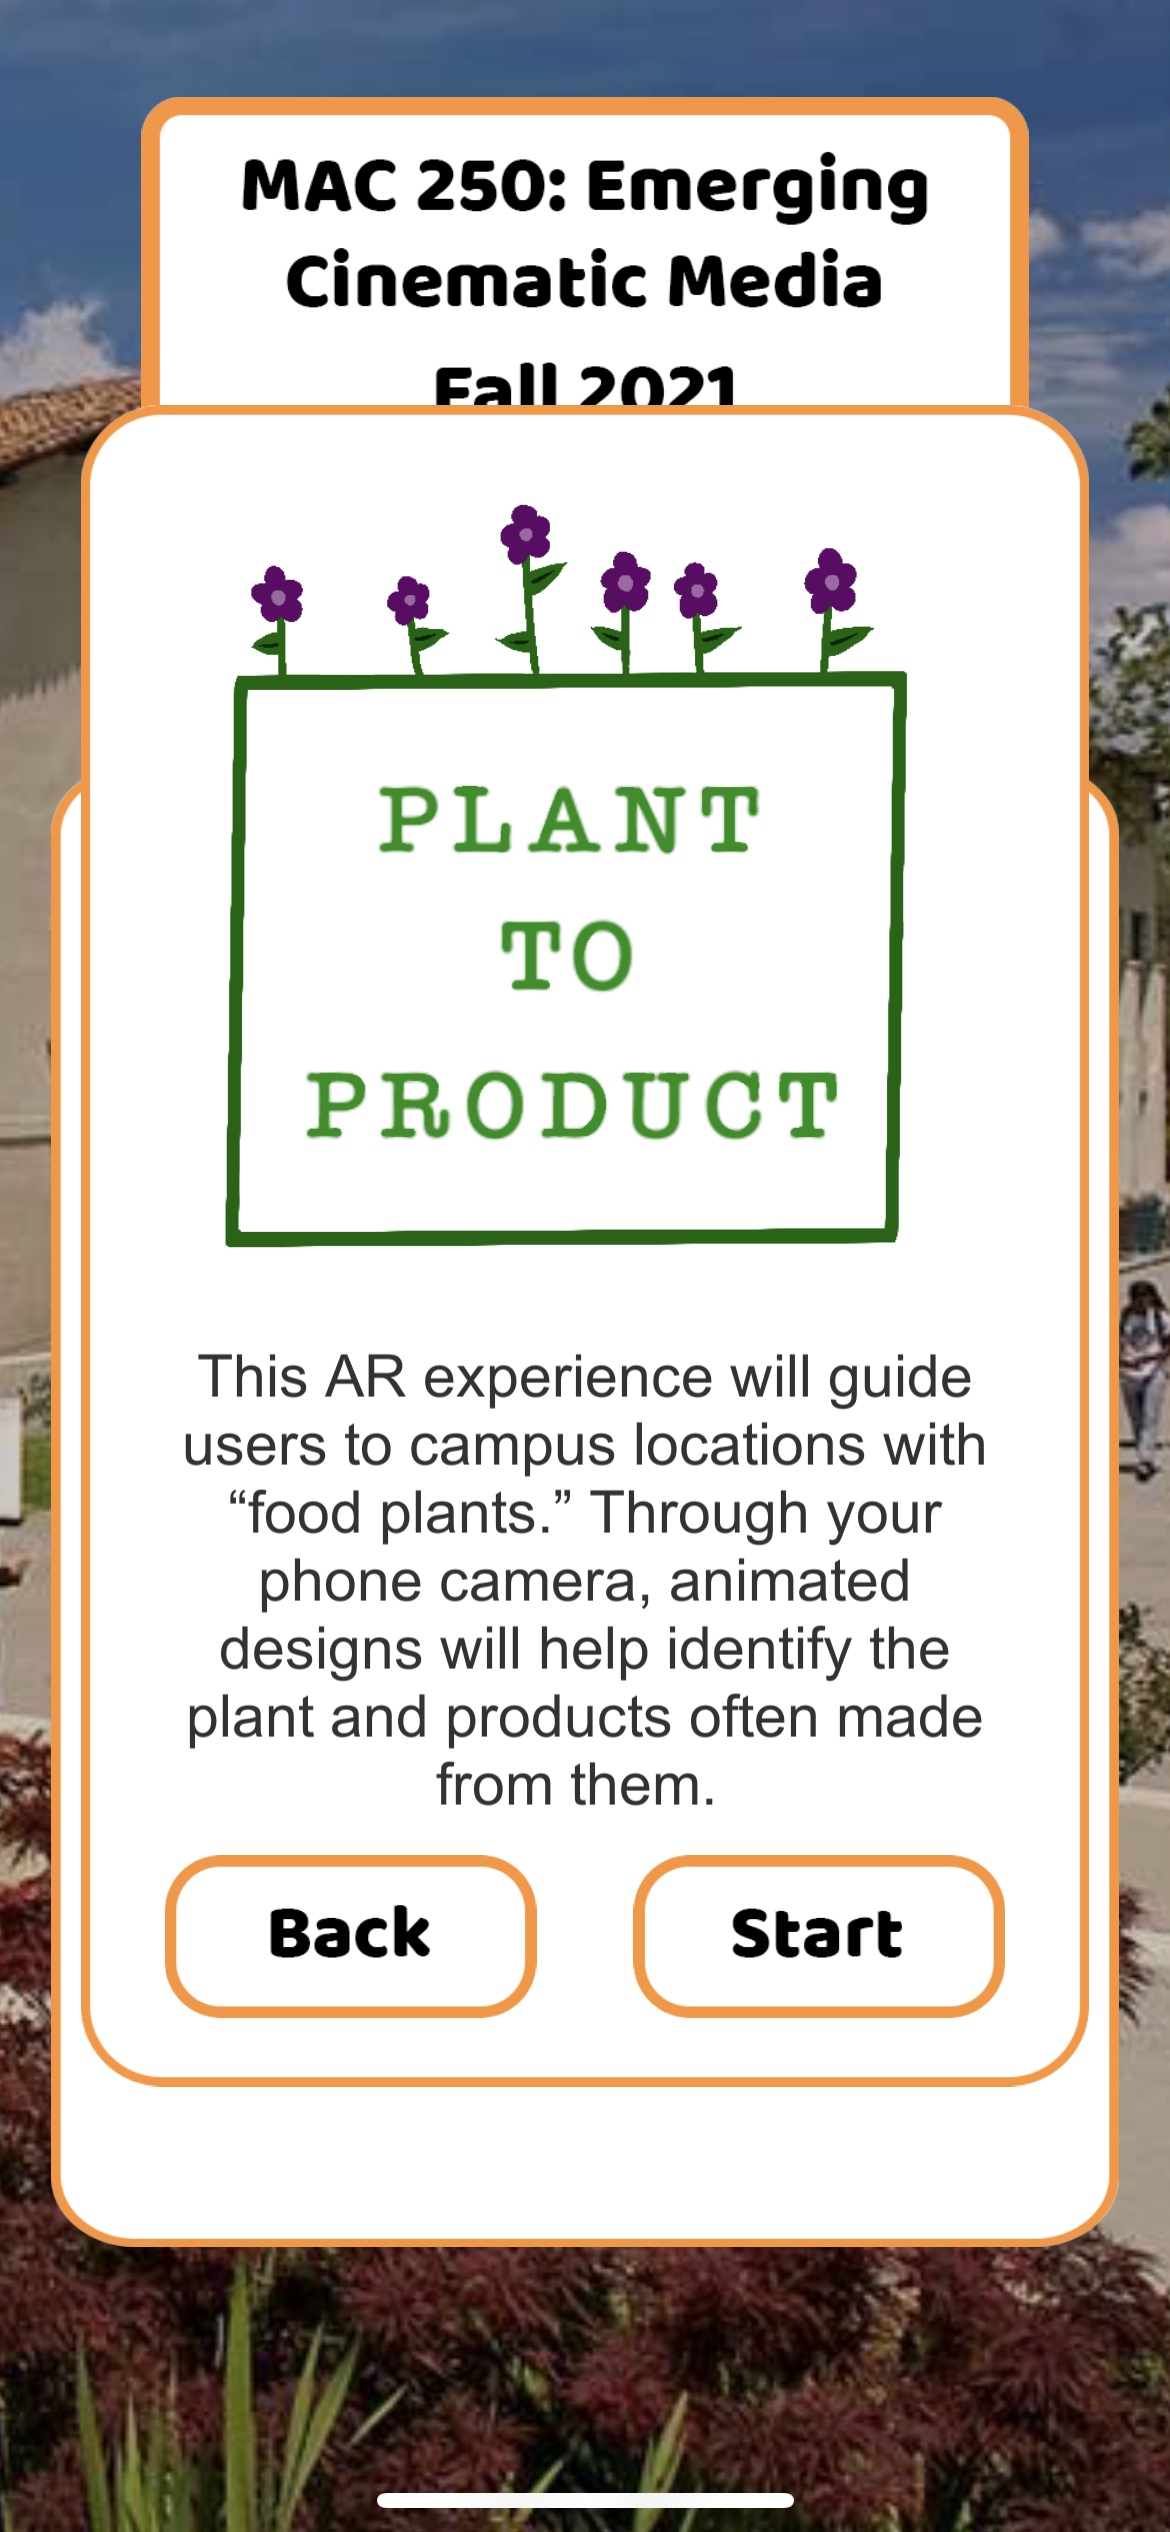 MAC 250: Emerging
Cinematic Media
Fall 2021
PLANT
TO
PRODUCT
This AR experience will guide
users to campus locations with
“food plants.” Through your
phone camera, animated
designs will help identify the
plant and products often made
from them.
Back
Start